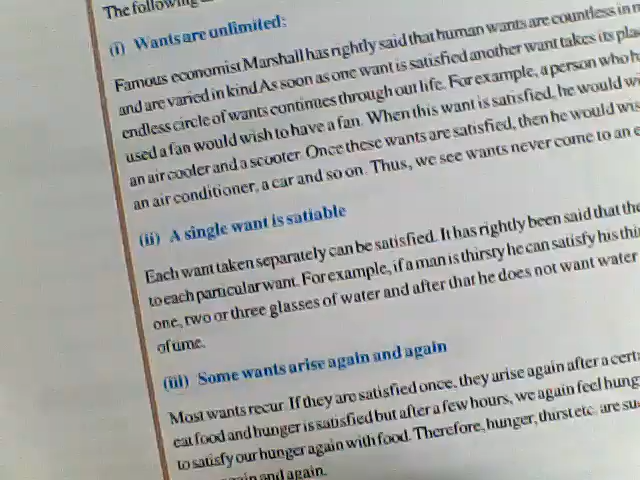 The following
(i) Wants are unlimited:
Famous economist Marshall has rightly said that human wants are countless in
and are varied in kind As soon as one want is satisfied another want takes its pla
endless circle of wants continues through out life. For example, a person who h
used a fan would wish to have a fan. When this want is satisfied, he would wi
an air cooler and a scooter. Once these wants are satisfied, then he would wi
an air conditioner, a car and so on. Thus, we see wants never come to an e
(ii) A single want is satiable
Each want taken separately can be satisfied. It has rightly been said that the
to each particular want. For example, if a man is thirsty he can satisfy his thi
one, two or three glasses of water and after that he does not want water
of time.
(iii) Some wants arise again and again
Most wants recur. If they are satisfied once, they arise again after a certa
eat food and hunger is satisfied but after a few hours, we again feel hung
to satisfy our hunger again with food. Therefore, hunger, thirst etc. are su
again and again.